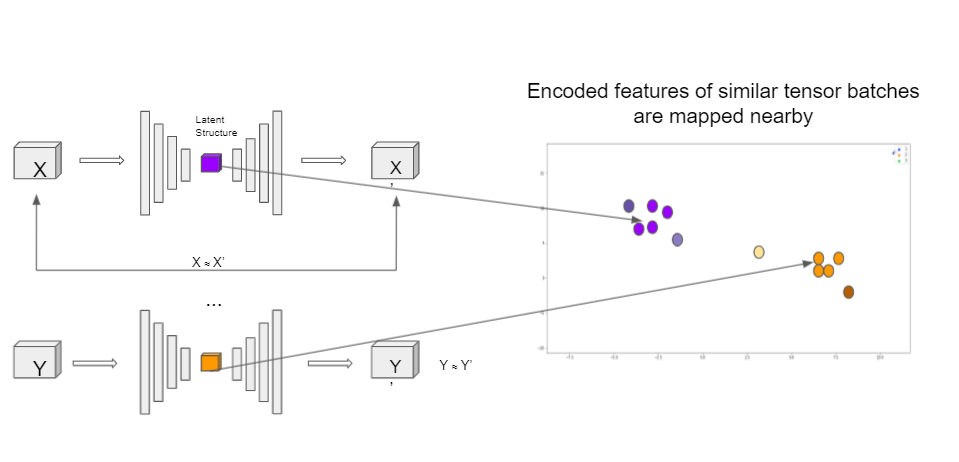 Encoded features of similar tensor batches
are mapped nearby
Latent
Structure
X
X
’
X ≈ X’
...
Y
Y
’
Y ≈ Y’